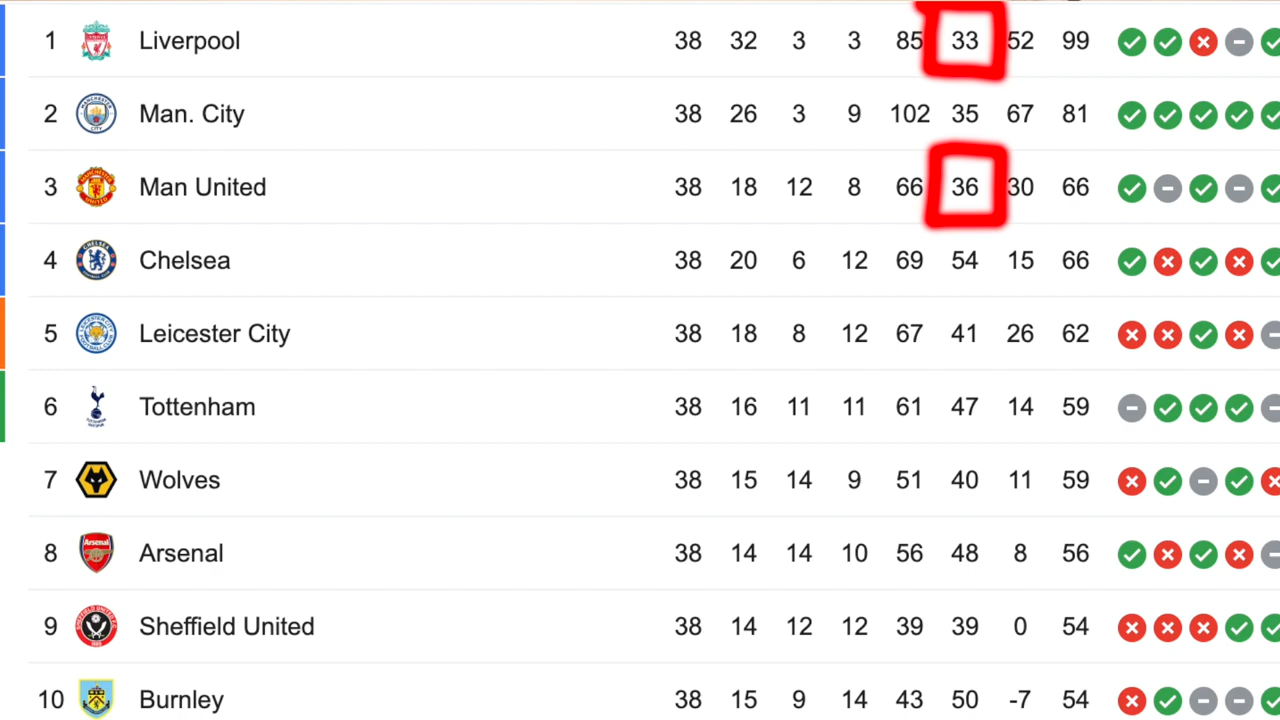 1 Liverpool 38 32 3 3 85 33 52 99
2 Man. City 38 26 3 9 102 35 67 81
3 Man United 38 18 12 8 66 36 30 66
4 Chelsea 38 20 6 12 69 54 15 66
5 Leicester City 38 18 8 12 67 41 26 62
6 Tottenham 38 16 11 11 61 47 14 59
7 Wolves 38 15 14 9 51 40 11 59
8 Arsenal 38 14 14 10 56 48 8 56
9 Sheffield United 38 14 12 12 39 39 0 54
10 Burnley 38 15 9 14 43 50 -7 54